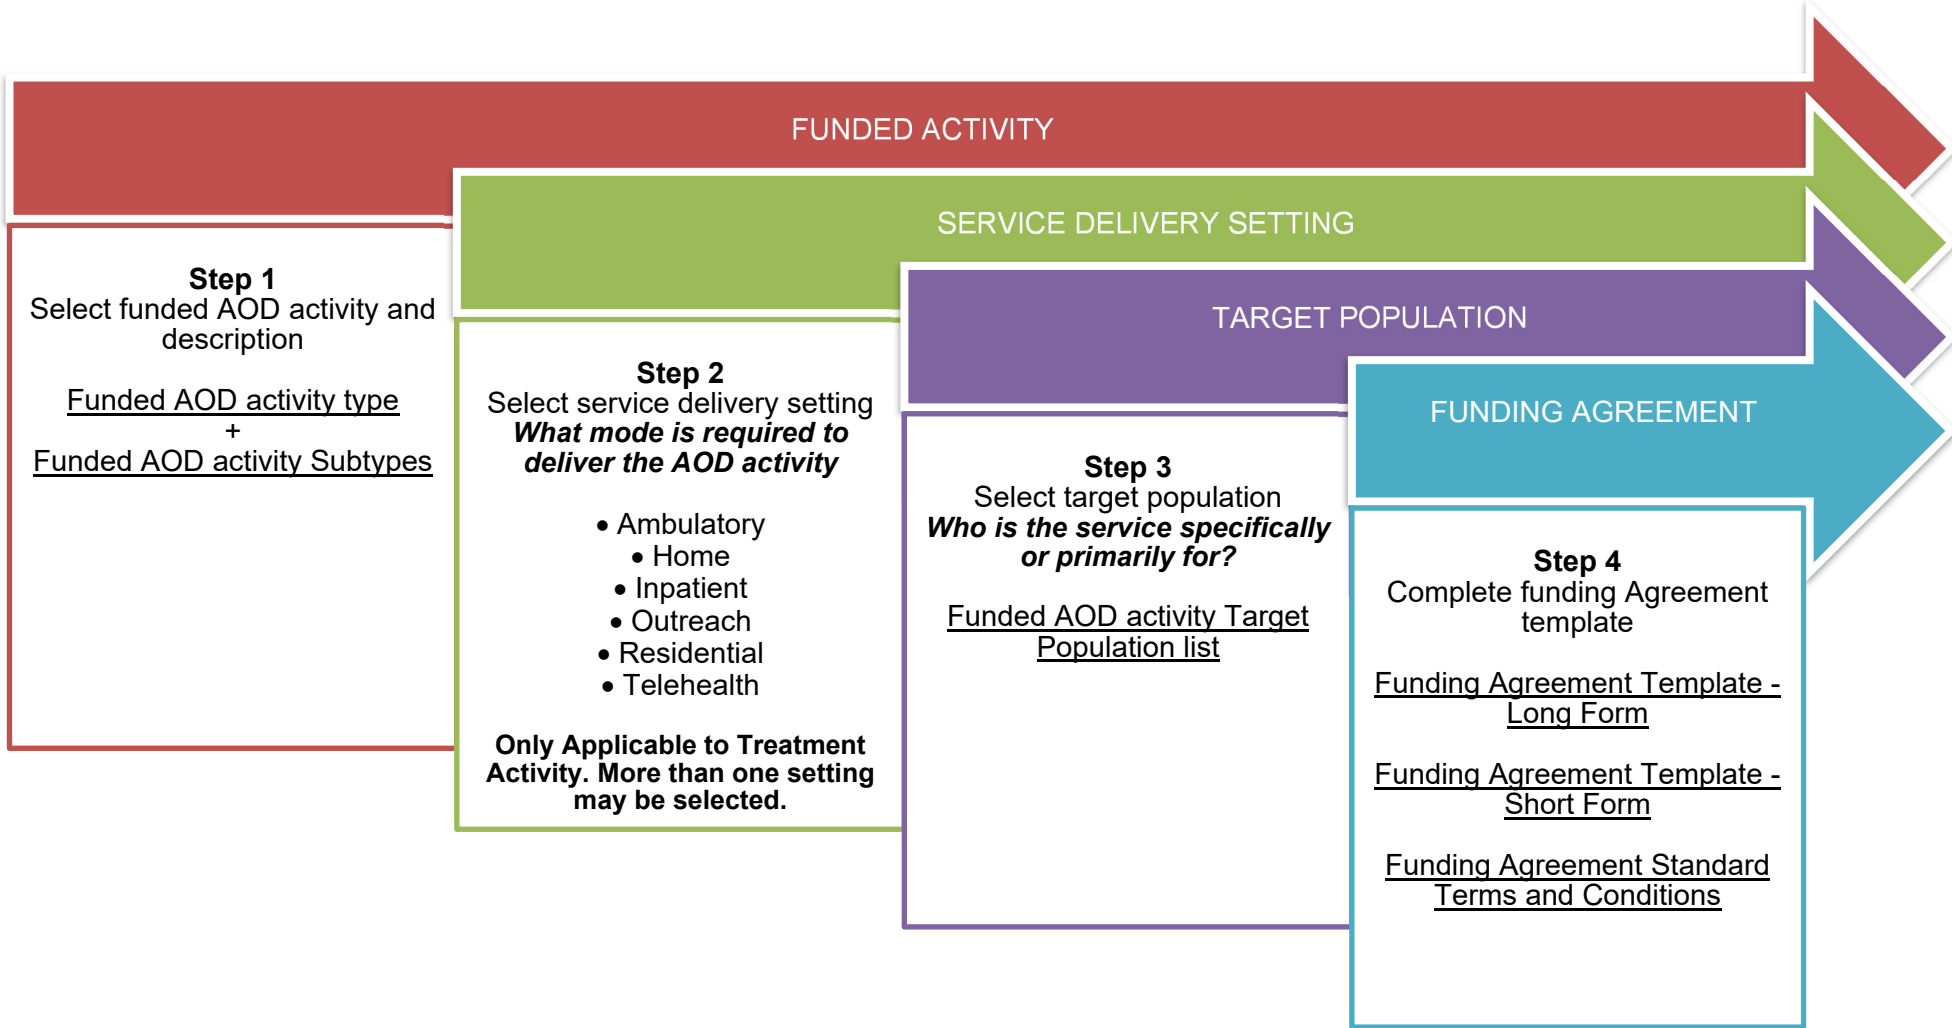 FUNDED ACTIVITY
SERVICE DELIVERY SETTING
TARGET POPULATION
FUNDING AGREEMENT
Step 1
Select funded AOD activity and
description
Funded AOD activity type
+
Funded AOD activity Subtypes
Step 2
Select service delivery setting
What mode is required to
deliver the AOD activity
• Ambulatory
• Home
• Inpatient
• Outreach
• Residential
• Telehealth
Only Applicable to Treatment
Activity. More than one setting
may be selected.
Step 3
Select target population
Who is the service specifically
or primarily for?
Funded AOD activity Target
Population list
Step 4
Complete funding Agreement
template
Funding Agreement Template -
Long Form
Funding Agreement Template -
Short Form
Funding Agreement Standard
Terms and Conditions